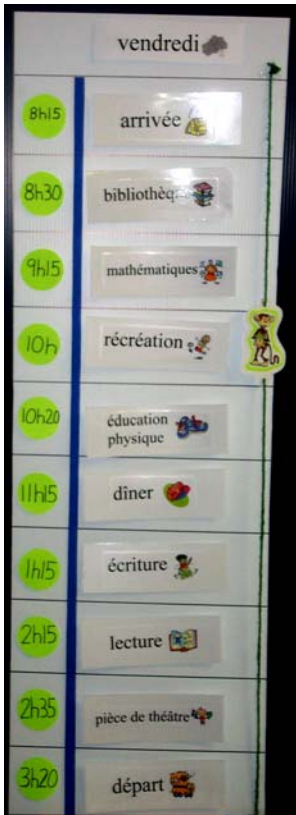 vendredi
8h15 arrivée
8h30 bibliothèq
9h15 mathématiques
10h récréation
10h20 éducation
physique
11h15 dîner
1h15 écriture
2h15 lecture
2h35 pièce de théâtre
3h20 départ